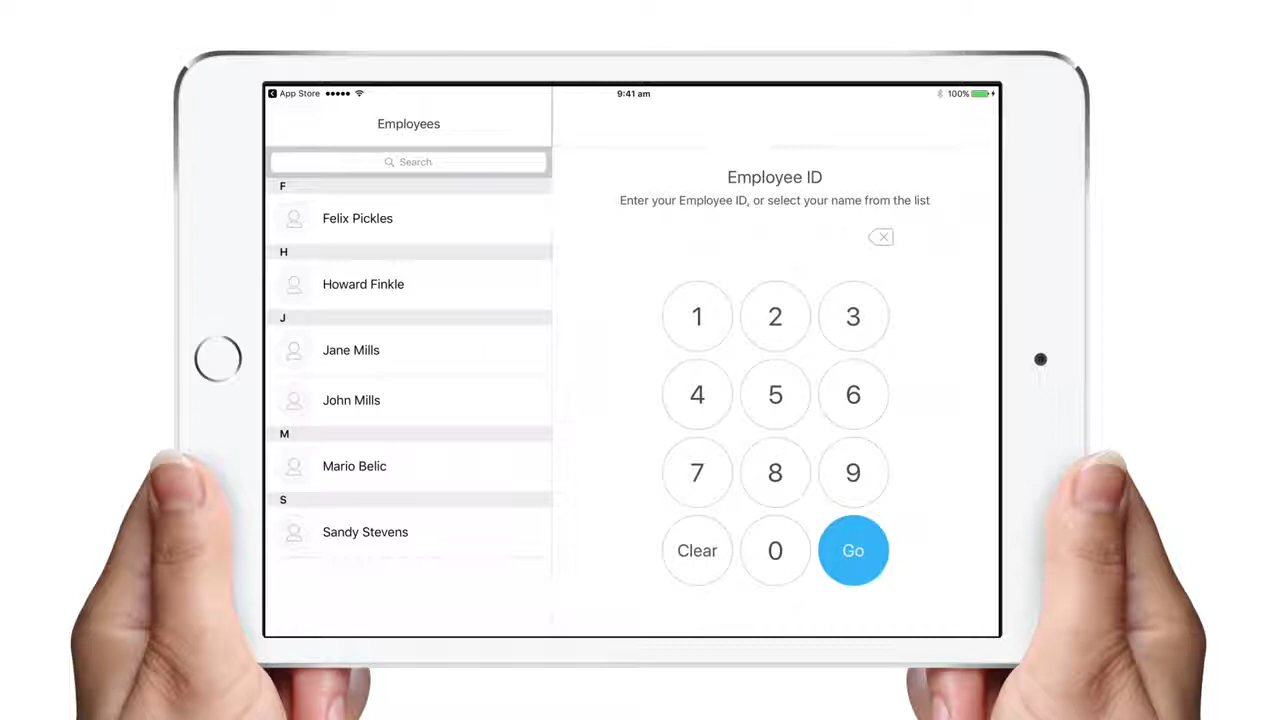 App Store
9:41 am
100%
Employees
Search
F
Felix Pickles
H
Howard Finkle
J
Jane Mills
John Mills
M
Mario Belic
S
Sandy Stevens
Employee ID
Enter your Employee ID, or select your name from the list
1 2 3
4 5 6
7 8 9
Clear 0 Go